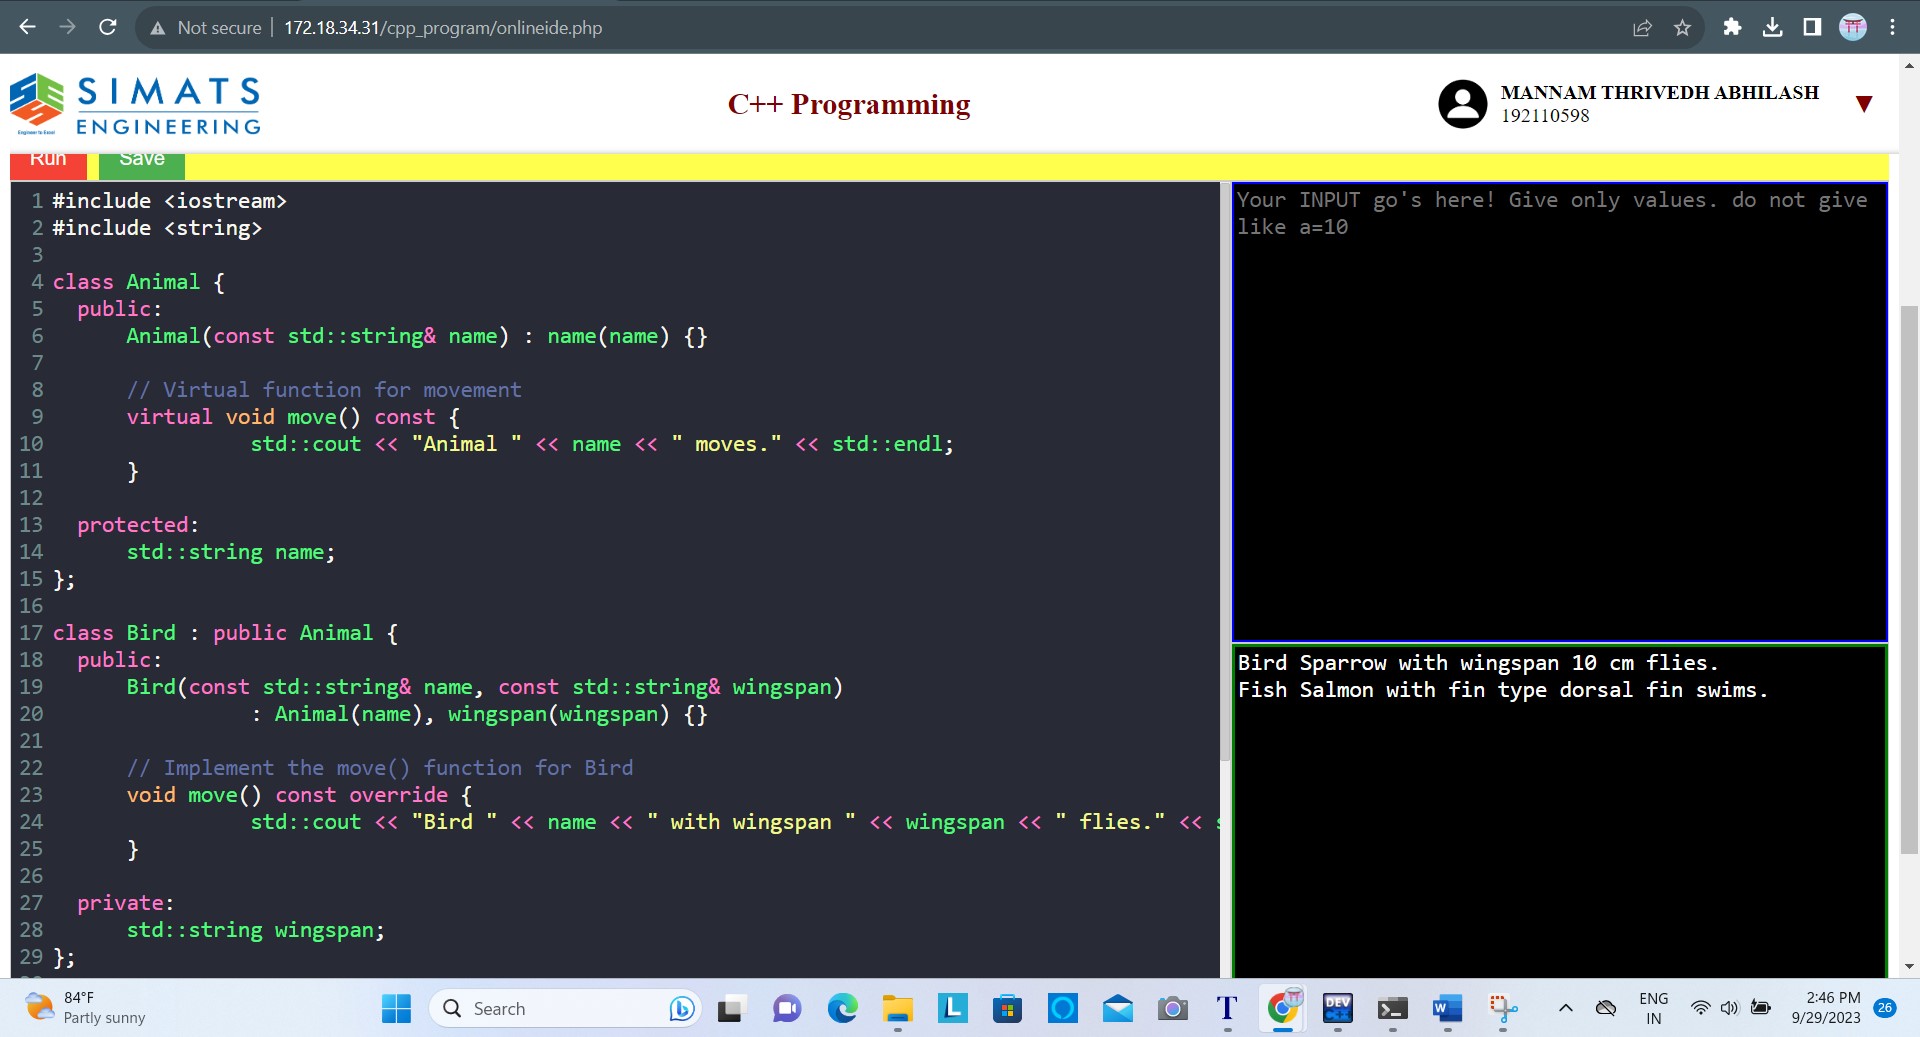 Not secure 172.18.34.31/cpp_program/onlineide.php
SIMATS
ENGINEERING
Engineer to Excel
C++ Programming
MANNAM THRIVEDH ABHILASH
192110598
Run Save
1 #include <iostream>
2 #include <string>
3
4 class Animal {
5 public:
6 Animal(const std::string& name) : name(name) {}
7
8 // Virtual function for movement
9 virtual void move() const {
10 std::cout << "Animal " << name << " moves." << std::endl;
11 }
12
13 protected:
14 std::string name;
15 };
16
17 class Bird : public Animal {
18 public:
19 Bird(const std::string& name, const std::string& wingspan)
20 : Animal(name), wingspan(wingspan) {}
21
22 // Implement the move() function for Bird
23 void move() const override {
24 std::cout << "Bird " << name << " with wingspan " << wingspan << " flies." <<
25 }
26
27 private:
28 std::string wingspan;
29 };
Your INPUT go's here! Give only values. do not give
like a=10
Bird Sparrow with wingspan 10 cm flies.
Fish Salmon with fin type dorsal fin swims.
84°F
Partly sunny
Search
L
T
DEV
C++
W
ENG
IN
2:46 PM
9/29/2023
26